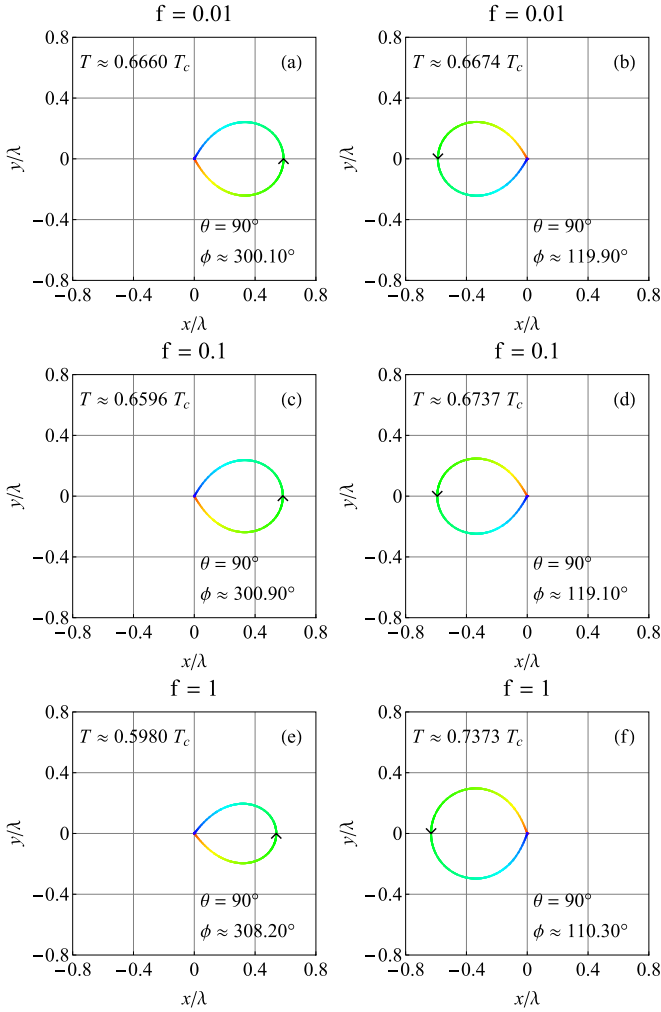 f = 0.01
f = 0.01
T ≈ 0.6660 T_c
(a)
θ = 90°
ϕ ≈ 300.10°
0.8
0.4
0
−0.4
−0.8
y/λ
−0.8 −0.4 0 0.4 0.8
x/λ
T ≈ 0.6674 T_c
(b)
θ = 90°
ϕ ≈ 119.90°
0.8
0.4
0
−0.4
−0.8
y/λ
−0.8 −0.4 0 0.4 0.8
x/λ
f = 0.1
f = 0.1
T ≈ 0.6596 T_c
(c)
θ = 90°
ϕ ≈ 300.90°
0.8
0.4
0
−0.4
−0.8
y/λ
−0.8 −0.4 0 0.4 0.8
x/λ
T ≈ 0.6737 T_c
(d)
θ = 90°
ϕ ≈ 119.10°
0.8
0.4
0
−0.4
−0.8
y/λ
−0.8 −0.4 0 0.4 0.8
x/λ
f = 1
f = 1
T ≈ 0.5980 T_c
(e)
θ = 90°
ϕ ≈ 308.20°
0.8
0.4
0
−0.4
−0.8
y/λ
−0.8 −0.4 0 0.4 0.8
x/λ
T ≈ 0.7373 T_c
(f)
θ = 90°
ϕ ≈ 110.30°
0.8
0.4
0
−0.4
−0.8
y/λ
−0.8 −0.4 0 0.4 0.8
x/λ